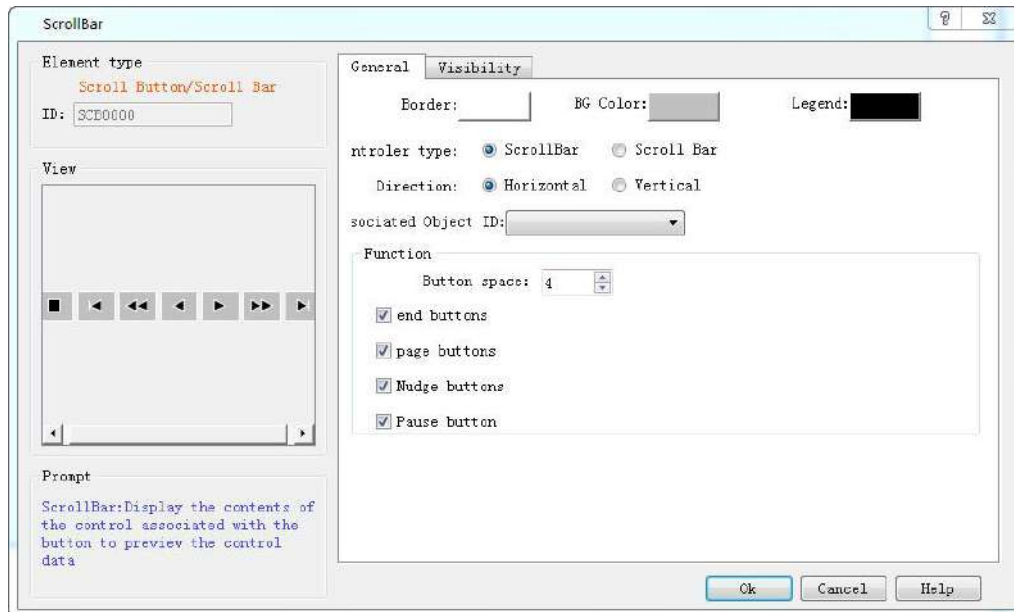 ScrollBar
Element type
Scroll Button/Scroll Bar
ID: SCB0000
View
Prompt
ScrollBar:Display the contents of
the control associated with the
button to preview the control
data
General Visibility
Border: BG Color: Legend:
ntroler type: ScrollBar Scroll Bar
Direction: Horizontal Vertical
sociated Object ID:
Function
Button space: 4
end buttons
page buttons
Nudge buttons
Pause button
Ok Cancel Help